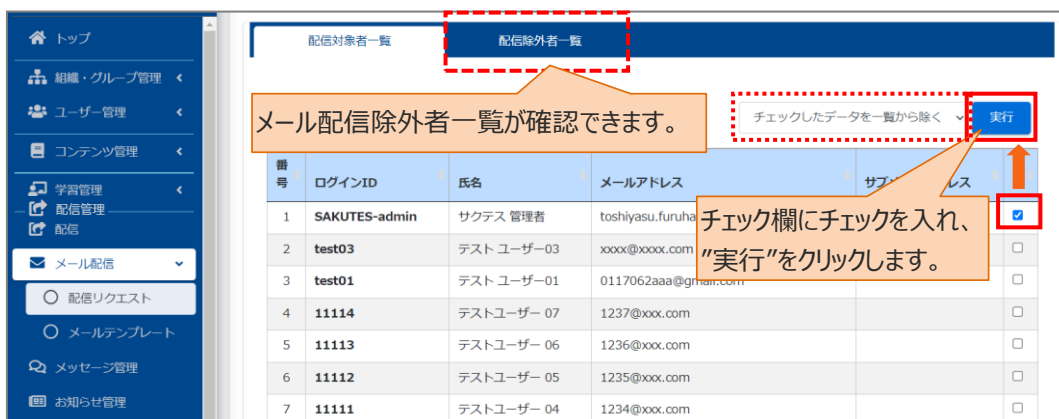 トップ
組織・グループ管理
ユーザー管理
コンテンツ管理
学習管理
配信管理
配信
メール配信
配信リクエスト
メールテンプレート
メッセージ管理
お知らせ管理
配信対象者一覧
配信除外者一覧
メール配信除外者一覧が確認できます。
チェックしたデータを一覧から除く
実行
番号
ログインID
氏名
メールアドレス
チェック欄にチェックを入れ、
"実行"をクリックします。
1 SAKUTES-admin サクテス 管理者 toshiyasu.furuha
2 test03 テスト ユーザー03 xxxx@xxxx.com
3 test01 テスト ユーザー01 0117062aaa@gmail.com
4 11114 テストユーザー 07 1237@xxx.com
5 11113 テストユーザー 06 1236@xxx.com
6 11112 テストユーザー 05 1235@xxx.com
7 11111 テストユーザー 04 1234@xxx.com